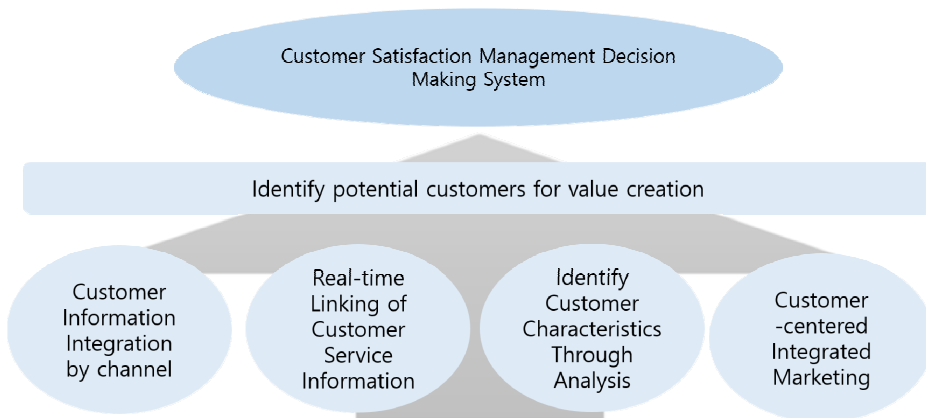 Customer Satisfaction Management Decision
Making System
Identify potential customers for value creation
Customer
Information
Integration
by channel
Real-time
Linking of
Customer
Service
Information
Identify
Customer
Characteristics
Through
Analysis
Customer
-centered
Integrated
Marketing